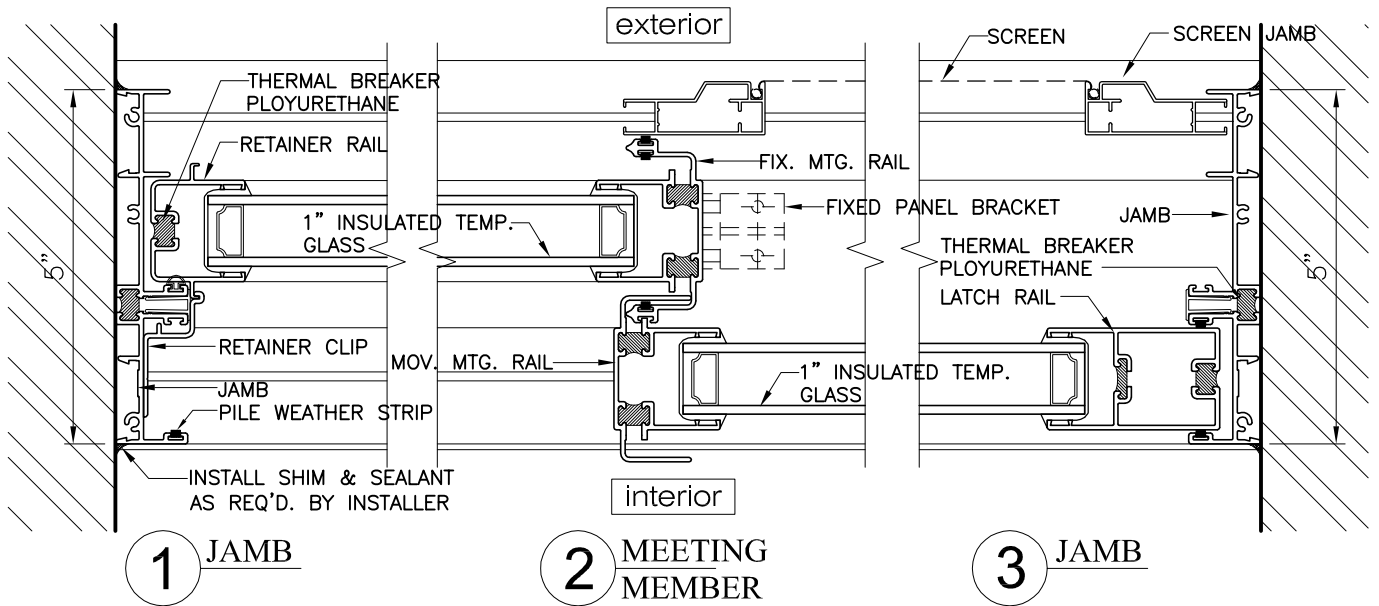 exterior
SCREEN
SCREEN JAMB
THERMAL BREAKER
PLOYURETHANE
RETAINER RAIL
FIX. MTG. RAIL
1" INSULATED TEMP.
GLASS
FIXED PANEL BRACKET
JAMB
THERMAL BREAKER
PLOYURETHANE
LATCH RAIL
5"
5"
RETAINER CLIP
MOV. MTG. RAIL
JAMB
PILE WEATHER STRIP
1" INSULATED TEMP.
GLASS
INSTALL SHIM & SEALANT
AS REQ'D. BY INSTALLER
interior
1 JAMB
2 MEETING
MEMBER
3 JAMB